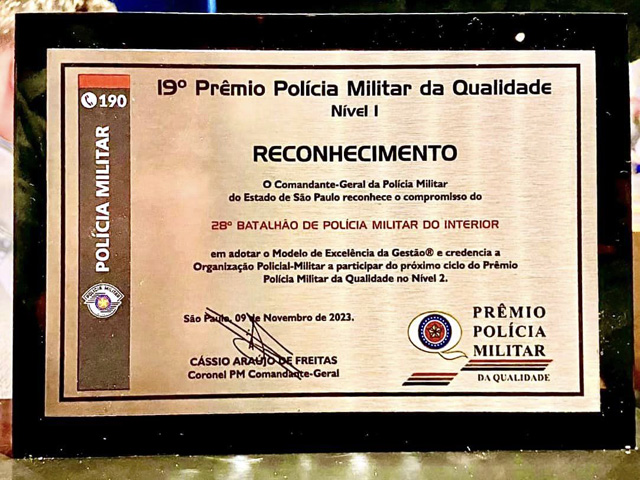 19º Prêmio Polícia Militar da Qualidade
Nível I
190
POLÍCIA MILITAR
RECONHECIMENTO
O Comandante-Geral da Polícia Militar
do Estado de São Paulo reconhece o compromisso do
28º BATALHÃO DE POLÍCIA MILITAR DO INTERIOR
em adotar o Modelo de Excelência da Gestão® e credencia a
Organização Policial-Militar a participar do próximo ciclo do Prêmio
Polícia Militar da Qualidade no Nível 2.
São Paulo, 09 de Novembro de 2023.
CÁSSIO ARAÚJO DE FREITAS
Coronel PM Comandante-Geral
PRÊMIO
POLÍCIA
MILITAR
DA QUALIDADE